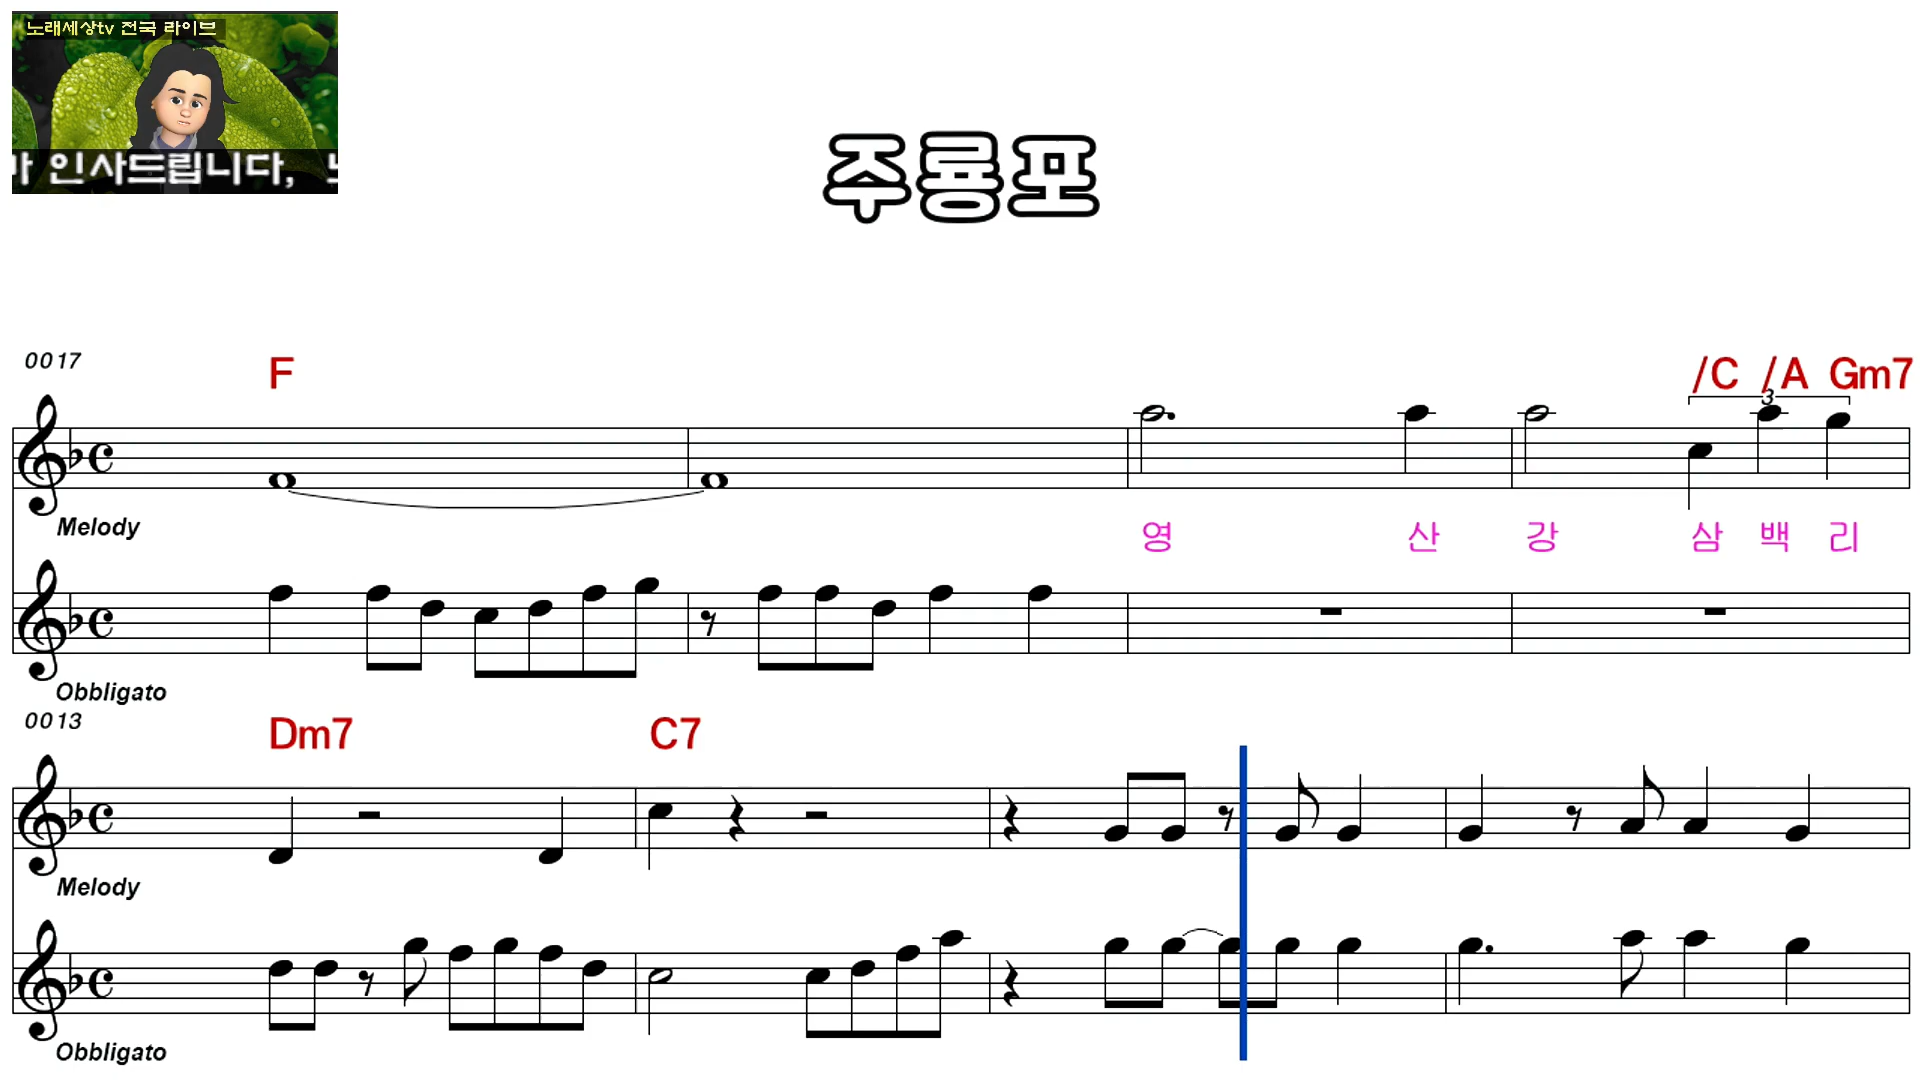 노래세상tv 전국 라이브
인사드립니다,
주룡포
0017
F /C /A Gm7
3
Melody
영 산 강 삼 백 리
Obbligato
0013
Dm7 C7
Melody
Obbligato